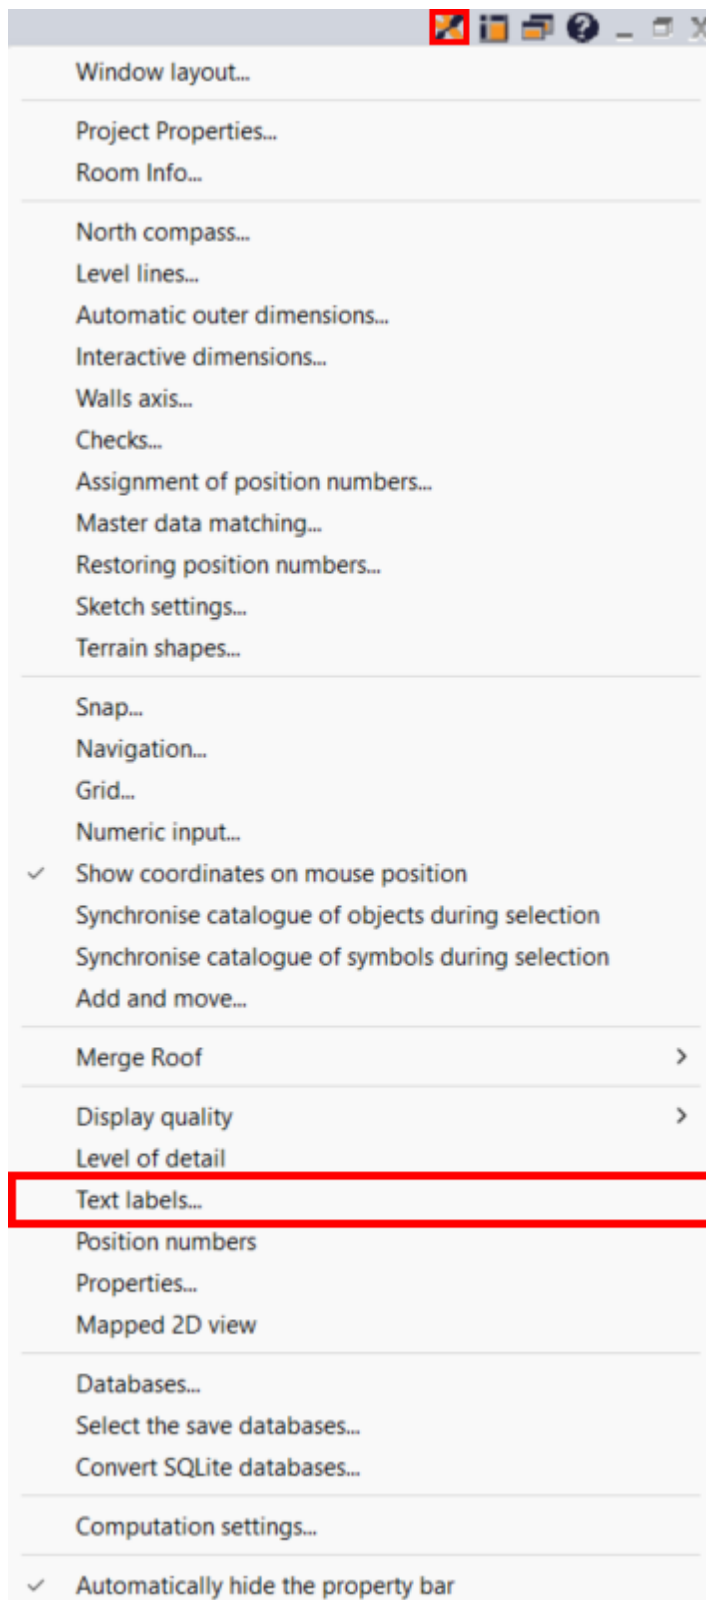 Window layout...
Project Properties...
Room Info...
North compass...
Level lines...
Automatic outer dimensions...
Interactive dimensions...
Walls axis...
Checks...
Assignment of position numbers...
Master data matching...
Restoring position numbers...
Sketch settings...
Terrain shapes...
Snap...
Navigation...
Grid...
Numeric input...
Show coordinates on mouse position
Synchronise catalogue of objects during selection
Synchronise catalogue of symbols during selection
Add and move...
Merge Roof
Display quality
Level of detail
Text labels...
Position numbers
Properties...
Mapped 2D view
Databases...
Select the save databases...
Convert SQLite databases...
Computation settings...
Automatically hide the property bar